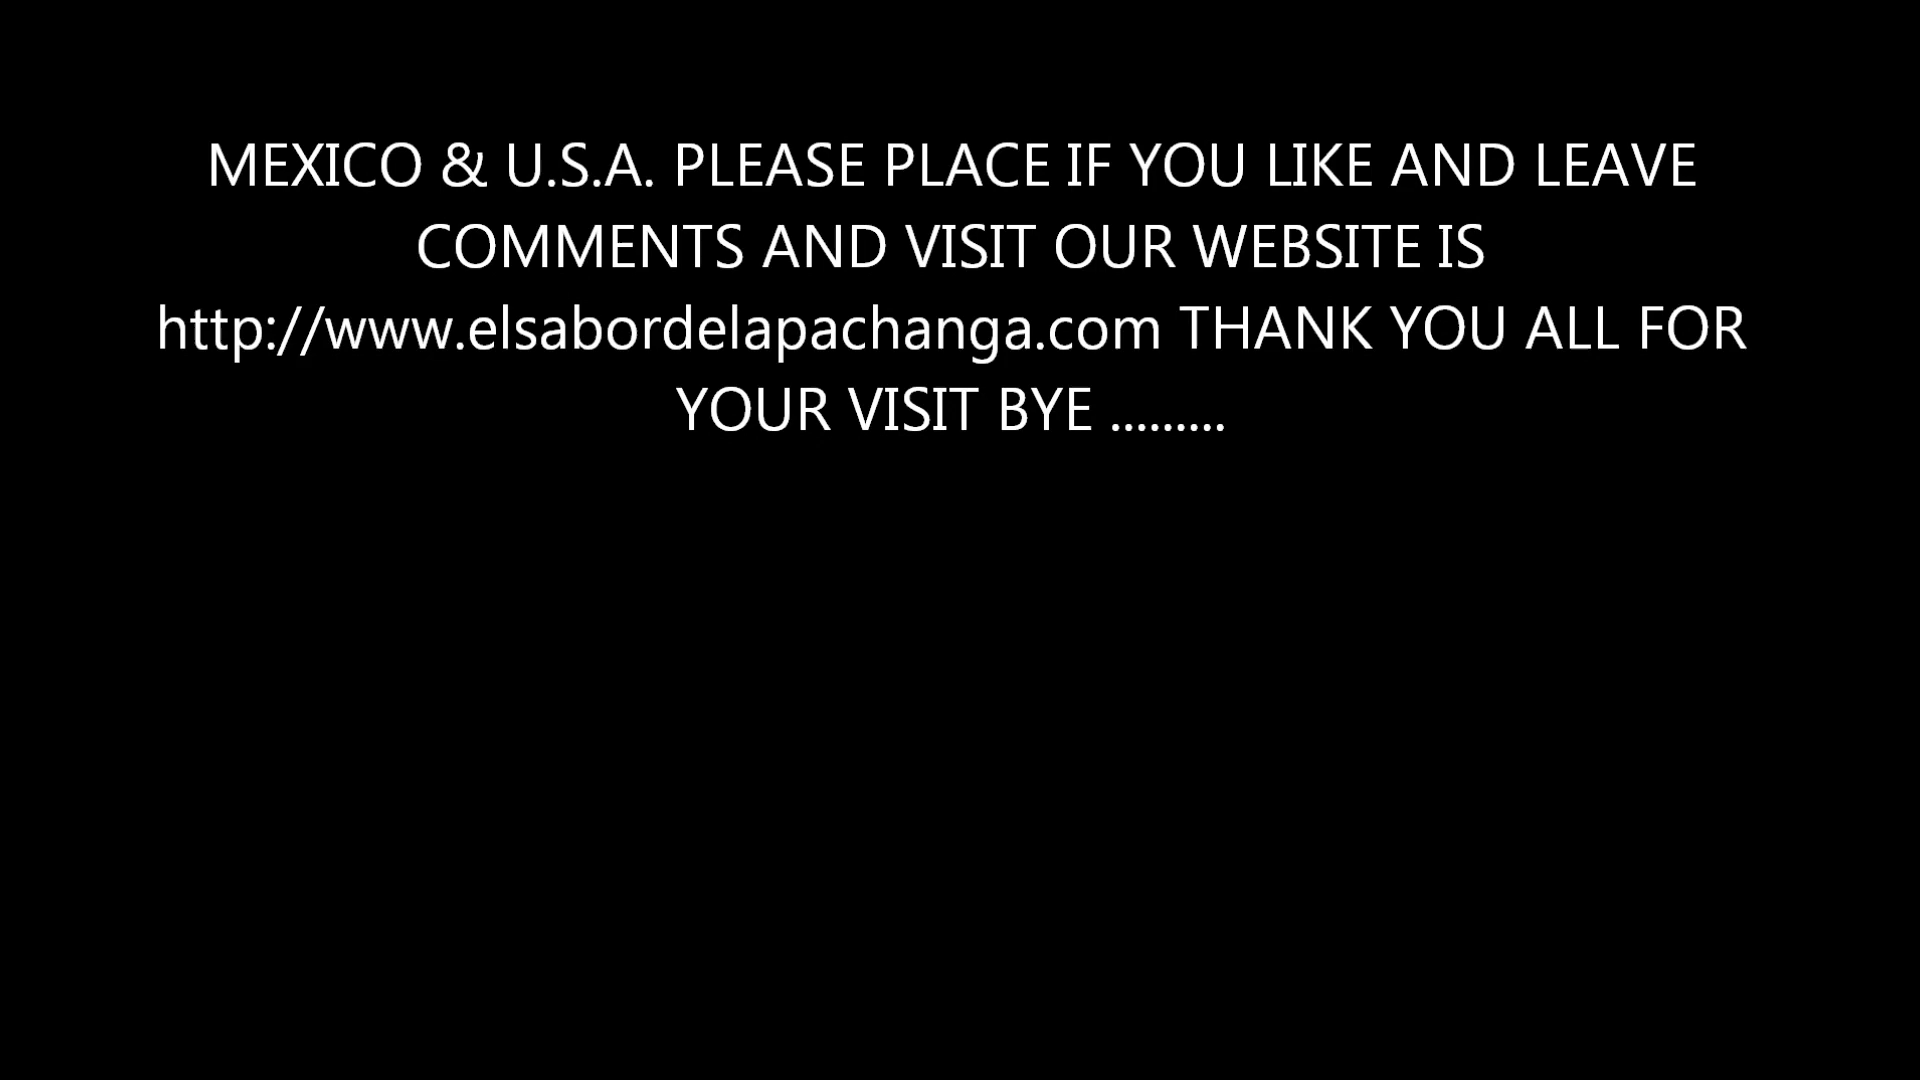 MEXICO & U.S.A. PLEASE PLACE IF YOU LIKE AND LEAVE
COMMENTS AND VISIT OUR WEBSITE IS
http://www.elsabordelapachanga.com THANK YOU ALL FOR
YOUR VISIT BYE .........